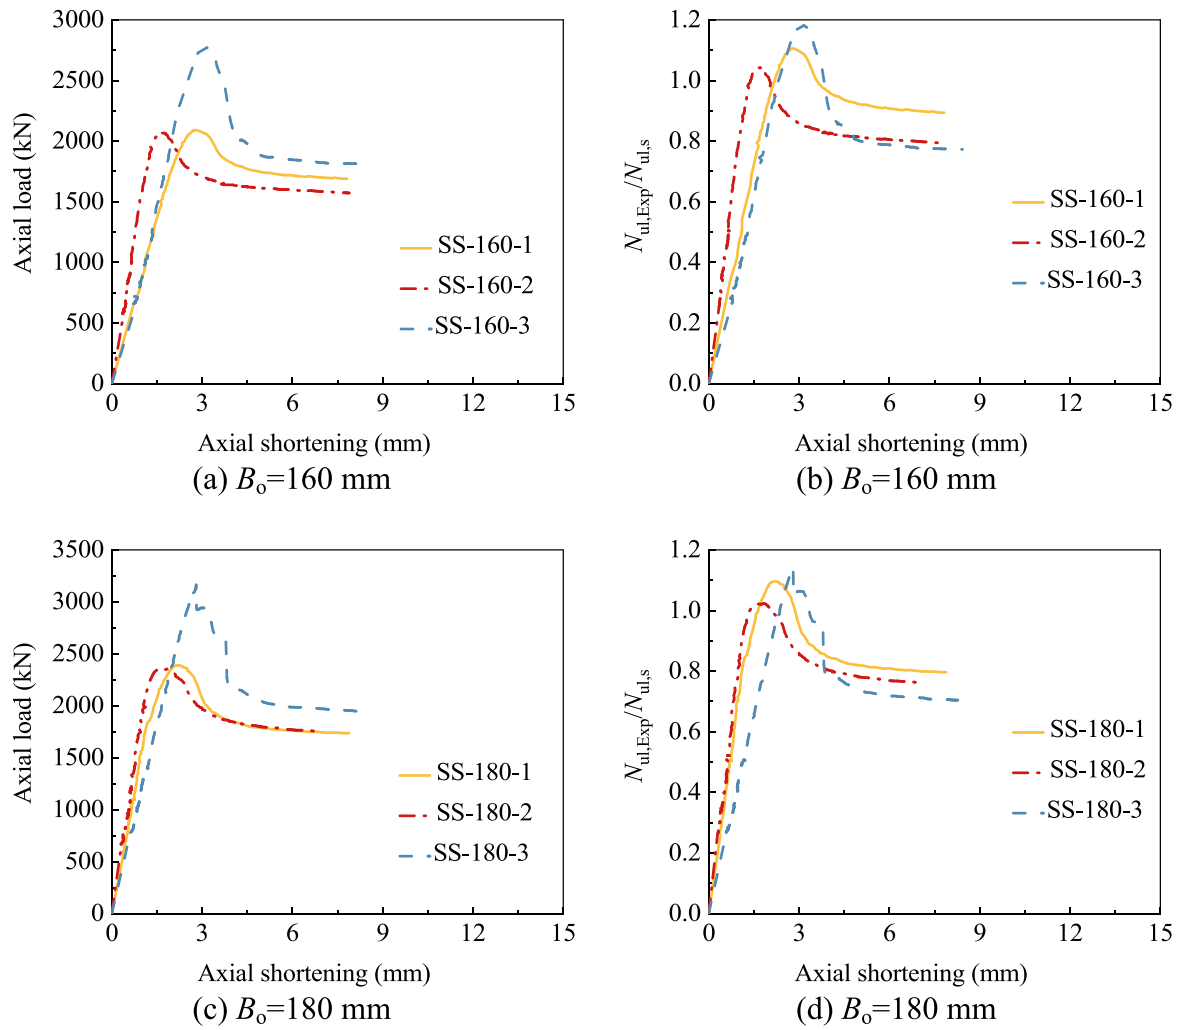 3000
2500
2000
1500
1000
500
0
Axial load (kN)
SS-160-1
SS-160-2
SS-160-3
0 3 6 9 12 15
Axial shortening (mm)
(a) Bo=160 mm
1.2
1.0
0.8
0.6
0.4
0.2
0.0
Nul,Exp/Nul,s
SS-160-1
SS-160-2
SS-160-3
0 3 6 9 12 15
Axial shortening (mm)
(b) Bo=160 mm
3500
3000
2500
2000
1500
1000
500
0
Axial load (kN)
SS-180-1
SS-180-2
SS-180-3
0 3 6 9 12 15
Axial shortening (mm)
(c) Bo=180 mm
1.2
1.0
0.8
0.6
0.4
0.2
0.0
Nul,Exp/Nul,s
SS-180-1
SS-180-2
SS-180-3
0 3 6 9 12 15
Axial shortening (mm)
(d) Bo=180 mm